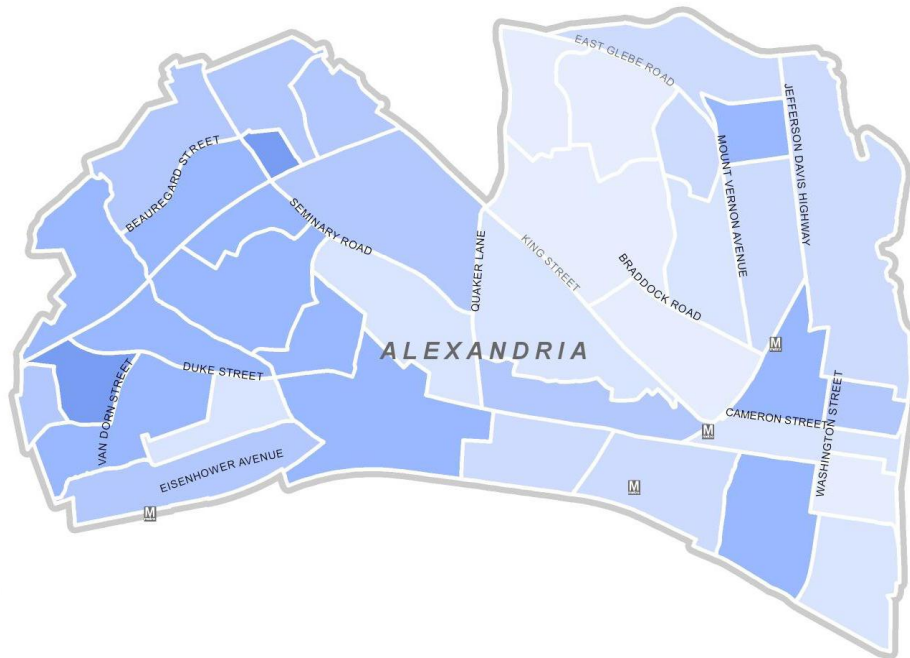 EAST GLEBE ROAD
JEFFERSON DAVIS HIGHWAY
BEAUREGARD STREET
MOUNT VERNON AVENUE
SEMINARY ROAD
QUAKER LANE
KING STREET
BRADDOCK ROAD
ALEXANDRIA
M
DUKE STREET
VAN DORN STREET
CAMERON STREET
WASHINGTON STREET
M
EISENHOWER AVENUE
M
M